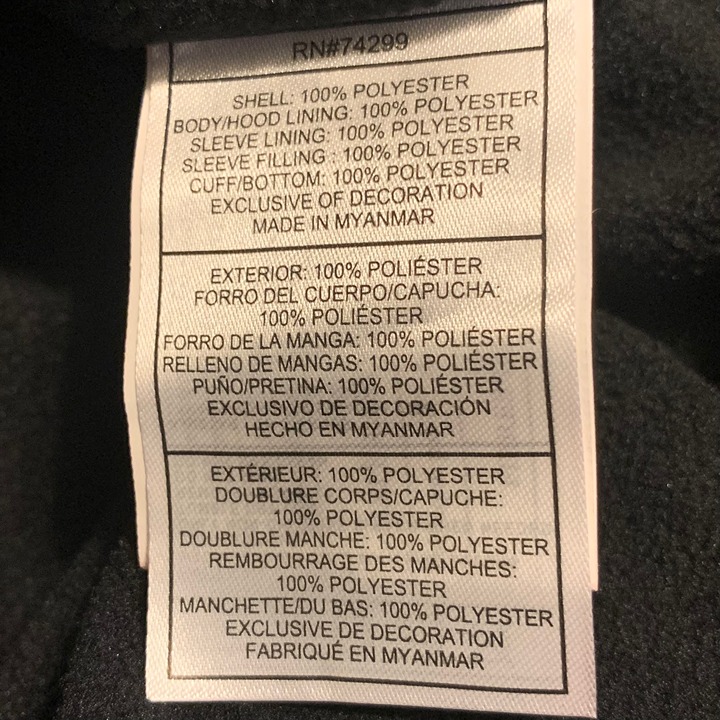 RN#74299
SHELL: 100% POLYESTER
BODY/HOOD LINING: 100% POLYESTER
SLEEVE LINING: 100% POLYESTER
SLEEVE FILLING : 100% POLYESTER
CUFF/BOTTOM: 100% POLYESTER
EXCLUSIVE OF DECORATION
MADE IN MYANMAR
EXTERIOR: 100% POLIÉSTER
FORRO DEL CUERPO/CAPUCHA:
100% POLIÉSTER
FORRO DE LA MANGA: 100% POLIÉSTER
RELLENO DE MANGAS: 100% POLIÉSTER
PUÑO/PRETINA: 100% POLIÉSTER
EXCLUSIVO DE DECORACIÓN
HECHO EN MYANMAR
EXTÉRIEUR: 100% POLYESTER
DOUBLURE CORPS/CAPUCHE:
100% POLYESTER
DOUBLURE MANCHE: 100% POLYESTER
REMBOURRAGE DES MANCHES:
100% POLYESTER
MANCHETTE/DU BAS: 100% POLYESTER
EXCLUSIVE DE DECORATION
FABRIQUÉ EN MYANMAR